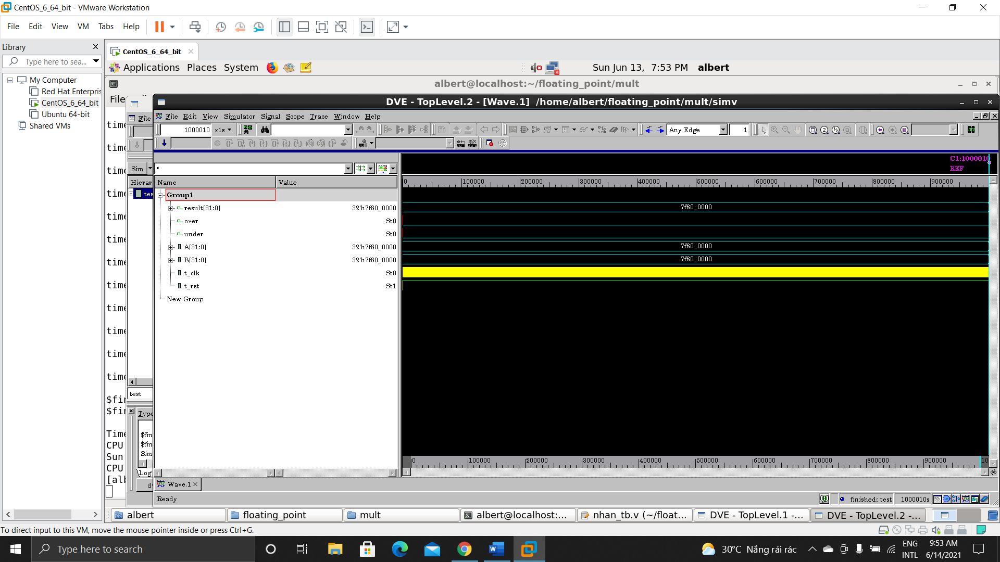 CentOS_6_64_bit - VMware Workstation
File Edit View VM Tabs Help
Library
Type here to sea...
My Computer
Red Hat Enterpris
CentOS_6_64_bit
Ubuntu 64-bit
Shared VMs
CentOS_6_64_bit
Applications Places System
Sun Jun 13, 7:53 PM albert
albert@localhost:~/floating_point/mult
File
DVE - TopLevel.2 - [Wave.1] /home/albert/floating_point/mult/simv
File
File Edit View Simulator Signal Scope Trace Window Help
1000010 x1s
Any Edge
1
C1:1000010
REF
Sim
*
Hierar
Name Value
0 100000 200000 300000 400000 500000 600000 700000 800000 900000
tes
Group1
result[31:0] 32'h7f80_0000 7f80_0000
over St0
under St0
A[31:0] 32'h7f80_0000 7f80_0000
B[31:0] 32'h7f80_0000 7f80_0000
t_clk St0
t_rst St1
New Group
time
time
time
time
time
time
time
time
time
time
time
time
$fin
$fin
Time
CPU
Sun
CPU
[alb
test
Type
$fin
$fin
Sim
Log
0 100000 200000 300000 400000 500000 600000 700000 800000 900000 10
Wave.1
Ready
finished: test 1000010s
albert
floating_point
mult
albert@localhost:...
nhan_tb.v (~/float...
DVE - TopLevel.1 -...
DVE - TopLevel.2 -...
To direct input to this VM, move the mouse pointer inside or press Ctrl+G.
Type here to search
30°C Nắng rải rác
ENG
INTL
9:53 AM
6/14/2021